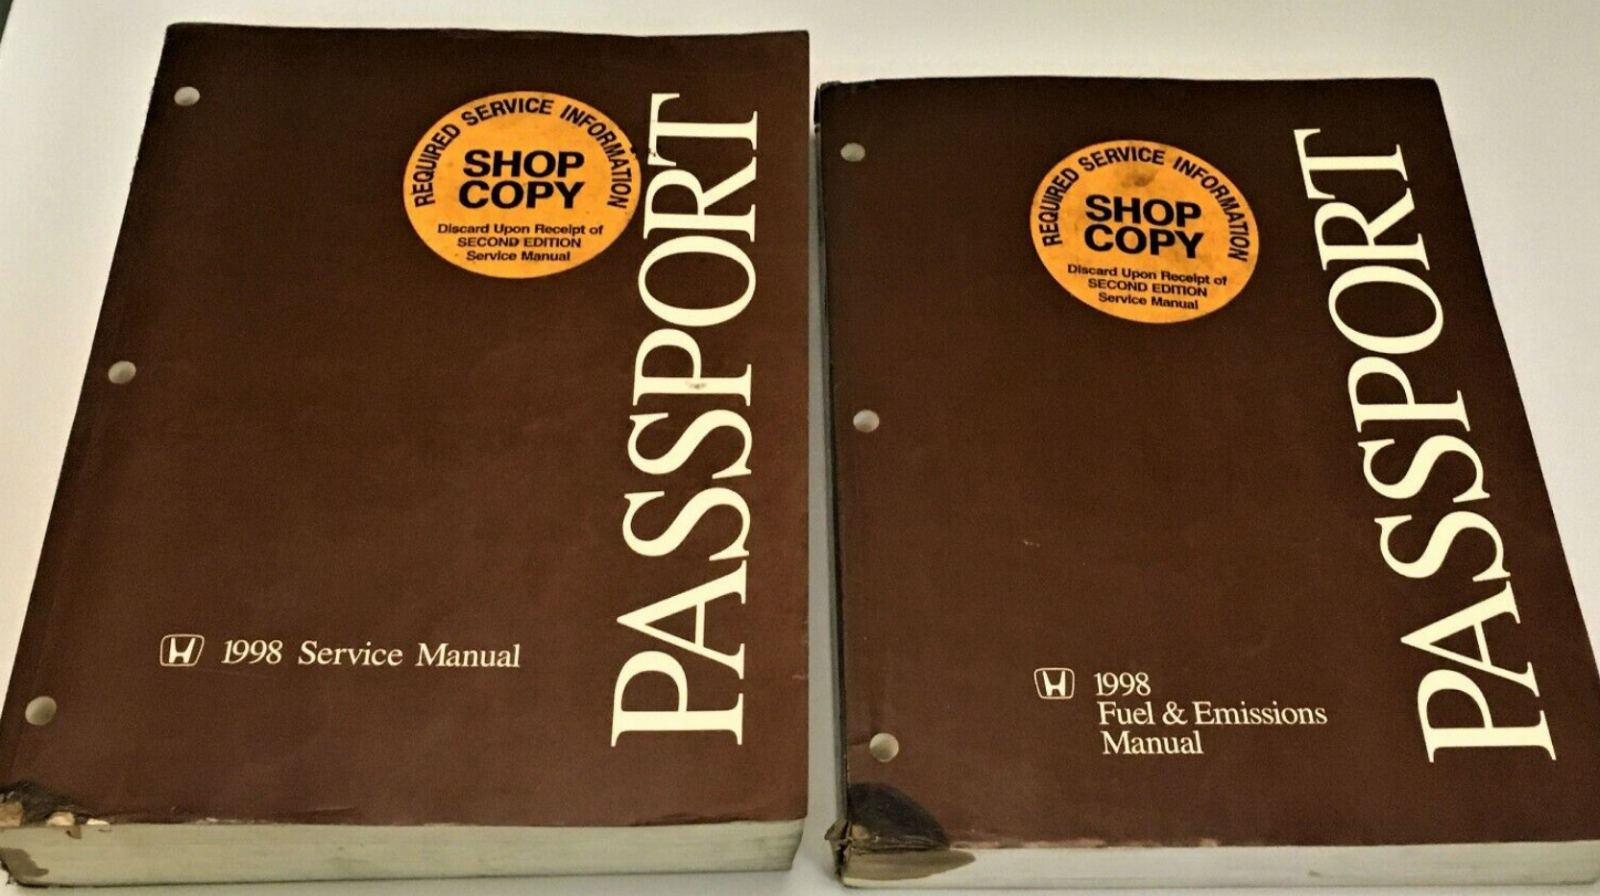 REQUIRED SERVICE INFORMATION
SHOP
COPY
Discard Upon Receipt of
SECOND EDITION
Service Manual
PASSPORT
1998 Service Manual
REQUIRED SERVICE INFORMATION
SHOP
COPY
Discard Upon Receipt of
SECOND EDITION
Service Manual
PASSPORT
1998
Fuel & Emissions
Manual